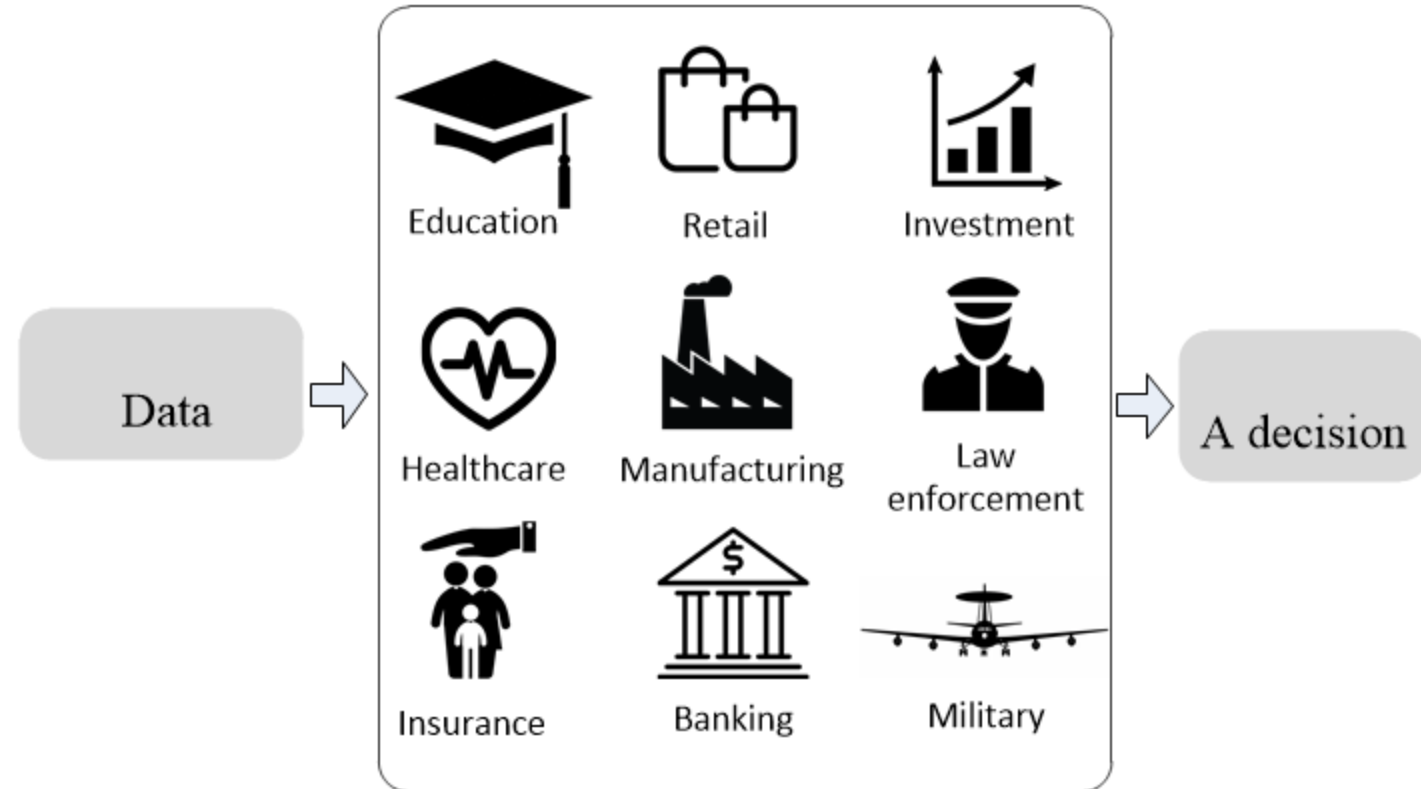 Data
Education
Retail
Investment
Healthcare
Manufacturing
Law
enforcement
Insurance
$
Banking
Military
A decision